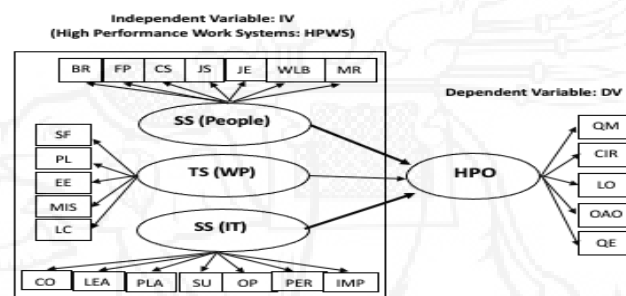 Independent Variable: IV
(High Performance Work Systems: HPWS)
BR FP CS JS JE WLB MR
Dependent Variable: DV
SS (People)
SF
PL
EE
MIS
LC
TS (WP)
HPO
QM
CIR
LO
OAO
QE
SS (IT)
CO LEA PLA SU OP PER IMP